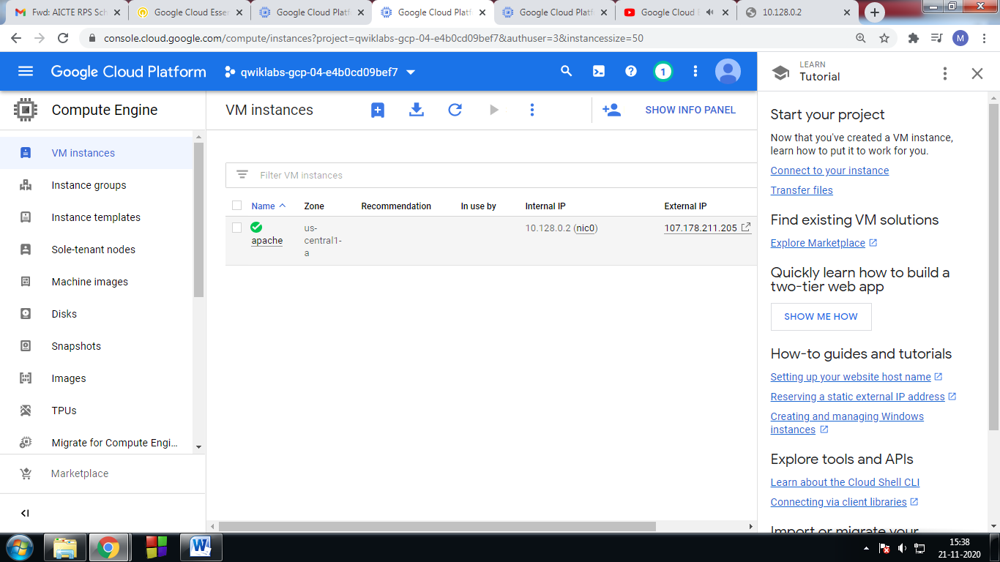 Fwd: AICTE RPS Sch
Google Cloud Essen
Google Cloud Platf
Google Cloud Platf
Google Cloud Platf
Google Cloud E
10.128.0.2
console.cloud.google.com/compute/instances?project=qwiklabs-gcp-04-e4b0cd09bef7&authuser=3&instancessize=50
M
Google Cloud Platform
qwiklabs-gcp-04-e4b0cd09bef7
1
LEARN
Tutorial
Compute Engine
VM instances
SHOW INFO PANEL
VM instances
Instance groups
Instance templates
Sole-tenant nodes
Machine images
Disks
Snapshots
Images
TPUs
Migrate for Compute Engi...
Marketplace
Filter VM instances
Name Zone Recommendation In use by Internal IP External IP
apache
us-
central1-
a
10.128.0.2 (nic0)
107.178.211.205
Start your project
Now that you've created a VM instance,
learn how to put it to work for you.
Connect to your instance
Transfer files
Find existing VM solutions
Explore Marketplace
Quickly learn how to build a
two-tier web app
SHOW ME HOW
How-to guides and tutorials
Setting up your website host name
Reserving a static external IP address
Creating and managing Windows
instances
Explore tools and APIs
Learn about the Cloud Shell CLI
Connecting via client libraries
Import or migrate your
15:38
21-11-2020